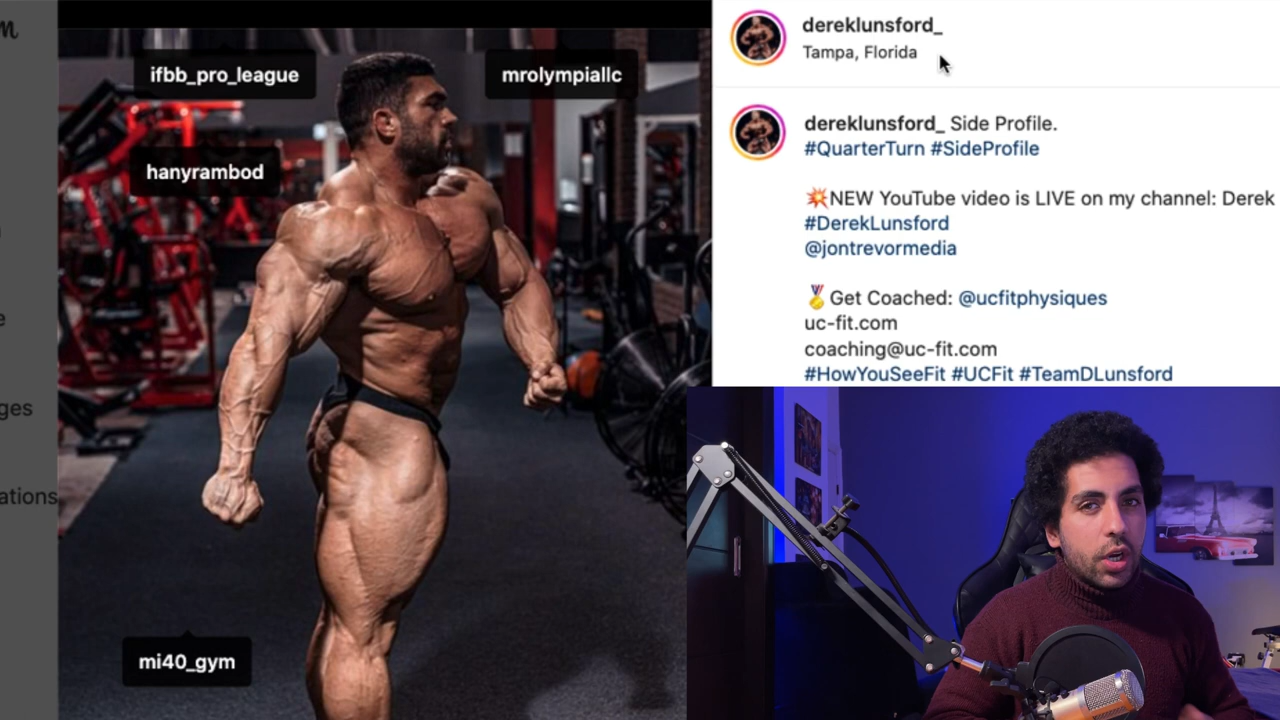 m
ifbb_pro_league
mrolympiallc
hanyrambod
e
ges
ations
mi40_gym
dereklunsford_
Tampa, Florida
dereklunsford_ Side Profile.
#QuarterTurn #SideProfile
💥NEW YouTube video is LIVE on my channel: Derek
#DerekLunsford
@jontrevormedia
🏅Get Coached: @ucfitphysiques
uc-fit.com
coaching@uc-fit.com
#HowYouSeeFit #UCFit #TeamDLunsford